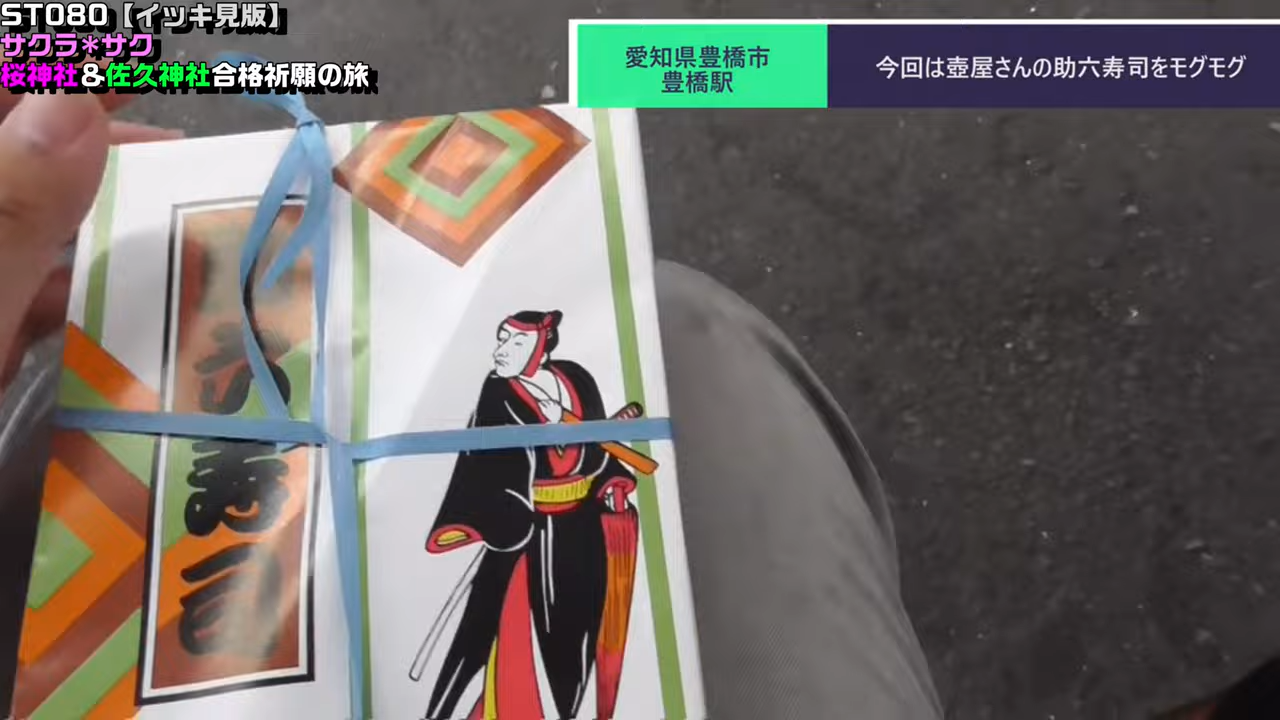 ST080【イッキ見版】
サクラ*サク
桜神社&佐久神社合格祈願の旅
愛知県豊橋市
豊橋駅
今回は壺屋さんの助六寿司をモグモグ
六寿司